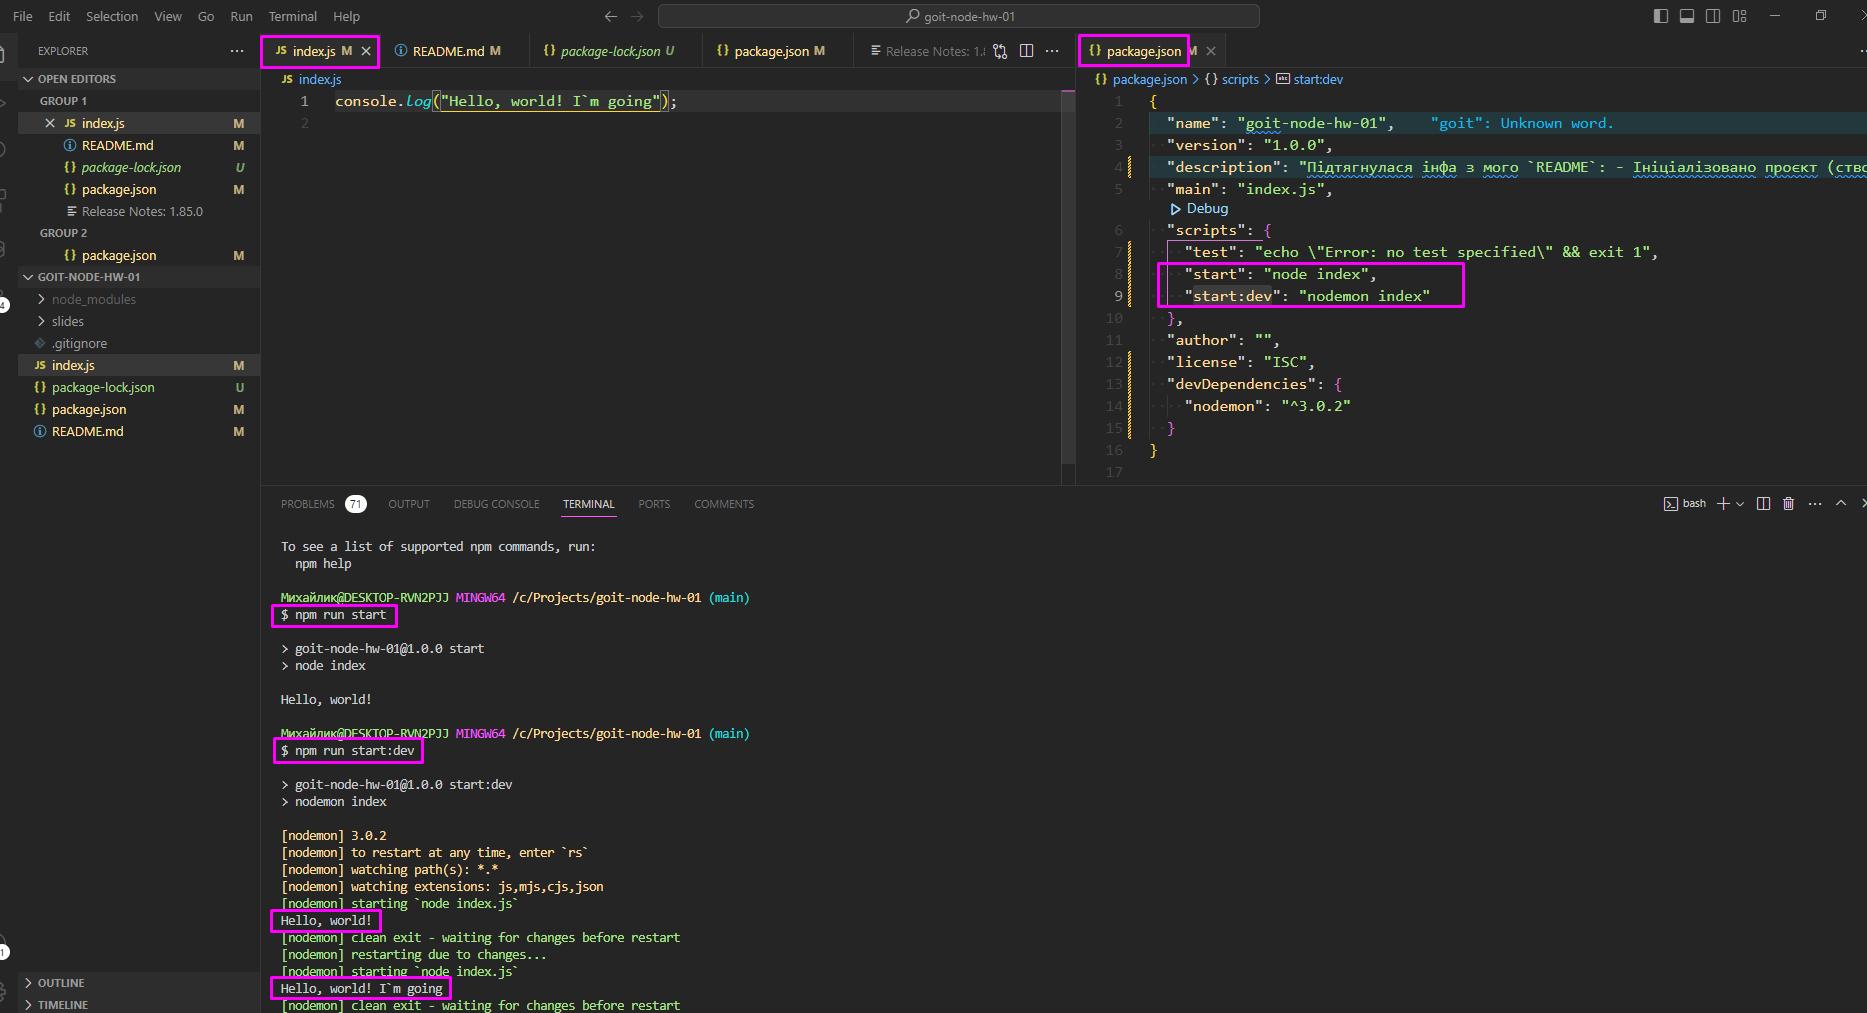 File Edit Selection View Go Run Terminal Help
goit-node-hw-01
EXPLORER
OPEN EDITORS
GROUP 1
JS index.js M
README.md M
{} package-lock.json U
{} package.json M
Release Notes: 1.85.0
GROUP 2
{} package.json M
GOIT-NODE-HW-01
node_modules
slides
.gitignore
JS index.js M
{} package-lock.json U
{} package.json M
README.md M
OUTLINE
TIMELINE
4
1
JS index.js M README.md M {} package-lock.json U {} package.json M Release Notes: 1.
JS index.js
1 console.log("Hello, world! I`m going");
2
{} package.json M
{} package.json > {} scripts > abc start:dev
1 {
2 "name": "goit-node-hw-01", "goit": Unknown word.
3 "version": "1.0.0",
4 "description": "Підтягнулася інфа з мого `README`: - Ініціалізовано проєкт (ство
5 "main": "index.js",
Debug
6 "scripts": {
7 "test": "echo \"Error: no test specified\" && exit 1",
8 "start": "node index",
9 "start:dev": "nodemon index"
10 },
11 "author": "",
12 "license": "ISC",
13 "devDependencies": {
14 "nodemon": "^3.0.2"
15 }
16 }
17
PROBLEMS 71 OUTPUT DEBUG CONSOLE TERMINAL PORTS COMMENTS
bash
To see a list of supported npm commands, run:
npm help
Михайлик@DESKTOP-RVN2PJJ MINGW64 /c/Projects/goit-node-hw-01 (main)
$ npm run start
> goit-node-hw-01@1.0.0 start
> node index
Hello, world!
Михайлик@DESKTOP-RVN2PJJ MINGW64 /c/Projects/goit-node-hw-01 (main)
$ npm run start:dev
> goit-node-hw-01@1.0.0 start:dev
> nodemon index
[nodemon] 3.0.2
[nodemon] to restart at any time, enter `rs`
[nodemon] watching path(s): *.*
[nodemon] watching extensions: js,mjs,cjs,json
[nodemon] starting `node index.js`
Hello, world!
[nodemon] clean exit - waiting for changes before restart
[nodemon] restarting due to changes...
[nodemon] starting `node index.js`
Hello, world! I`m going
[nodemon] clean exit - waiting for changes before restart